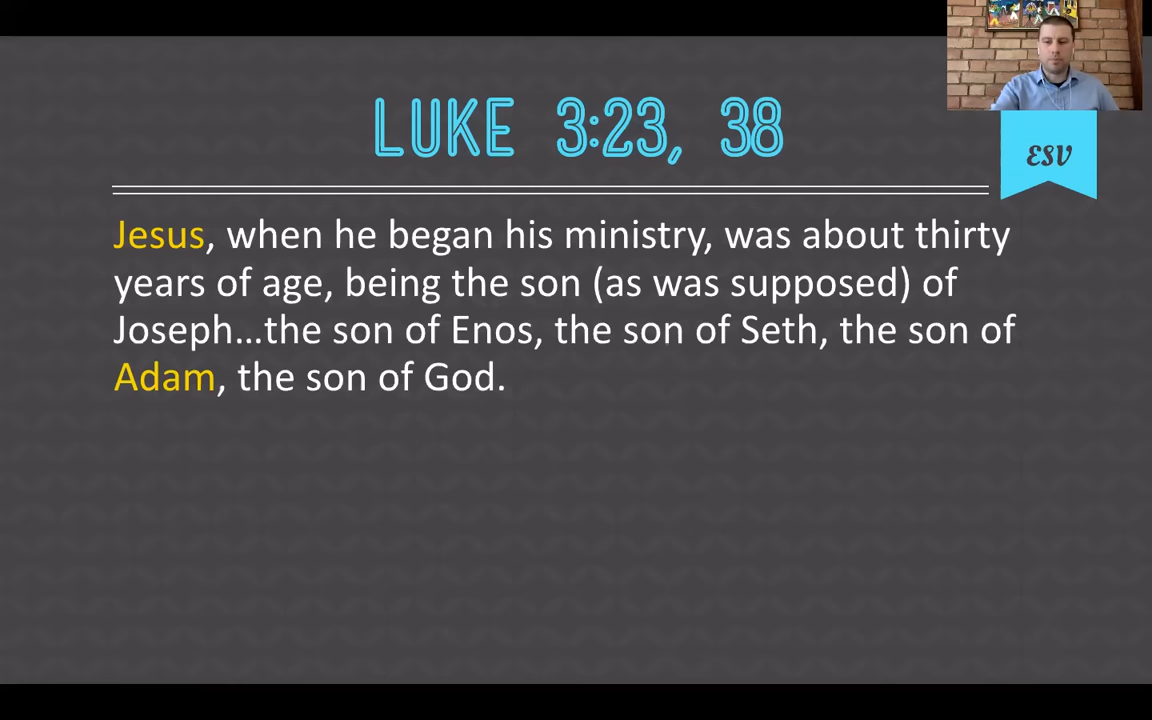 LUKE 3:23, 38
ESV
Jesus, when he began his ministry, was about thirty
years of age, being the son (as was supposed) of
Joseph…the son of Enos, the son of Seth, the son of
Adam, the son of God.